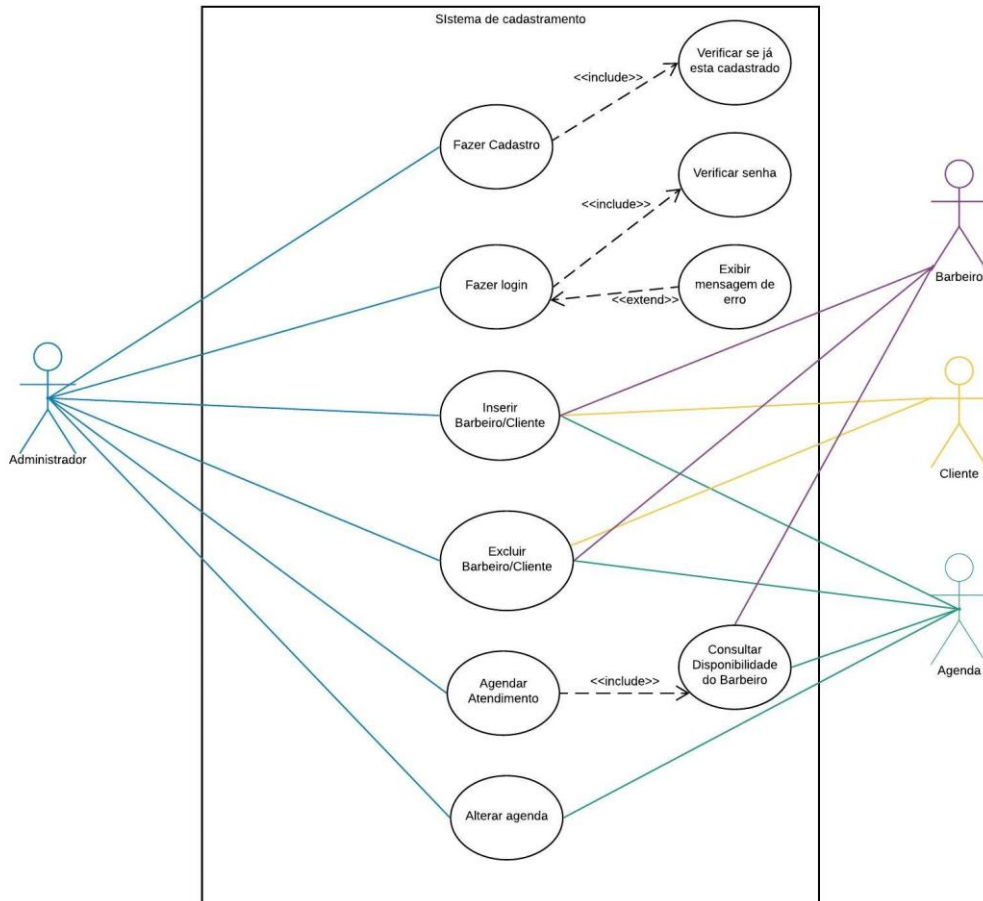 SIstema de cadastramento
Verificar se já
esta cadastrado
<<include>>
Fazer Cadastro
Verificar senha
<<include>>
Fazer login
Exibir
mensagem de
erro
<<extend>>
Barbeiro
Inserir
Barbeiro/Cliente
Administrador
Cliente
Excluir
Barbeiro/Cliente
Consultar
Disponibilidade
do Barbeiro
Agenda
Agendar
Atendimento
<<include>>
Alterar agenda